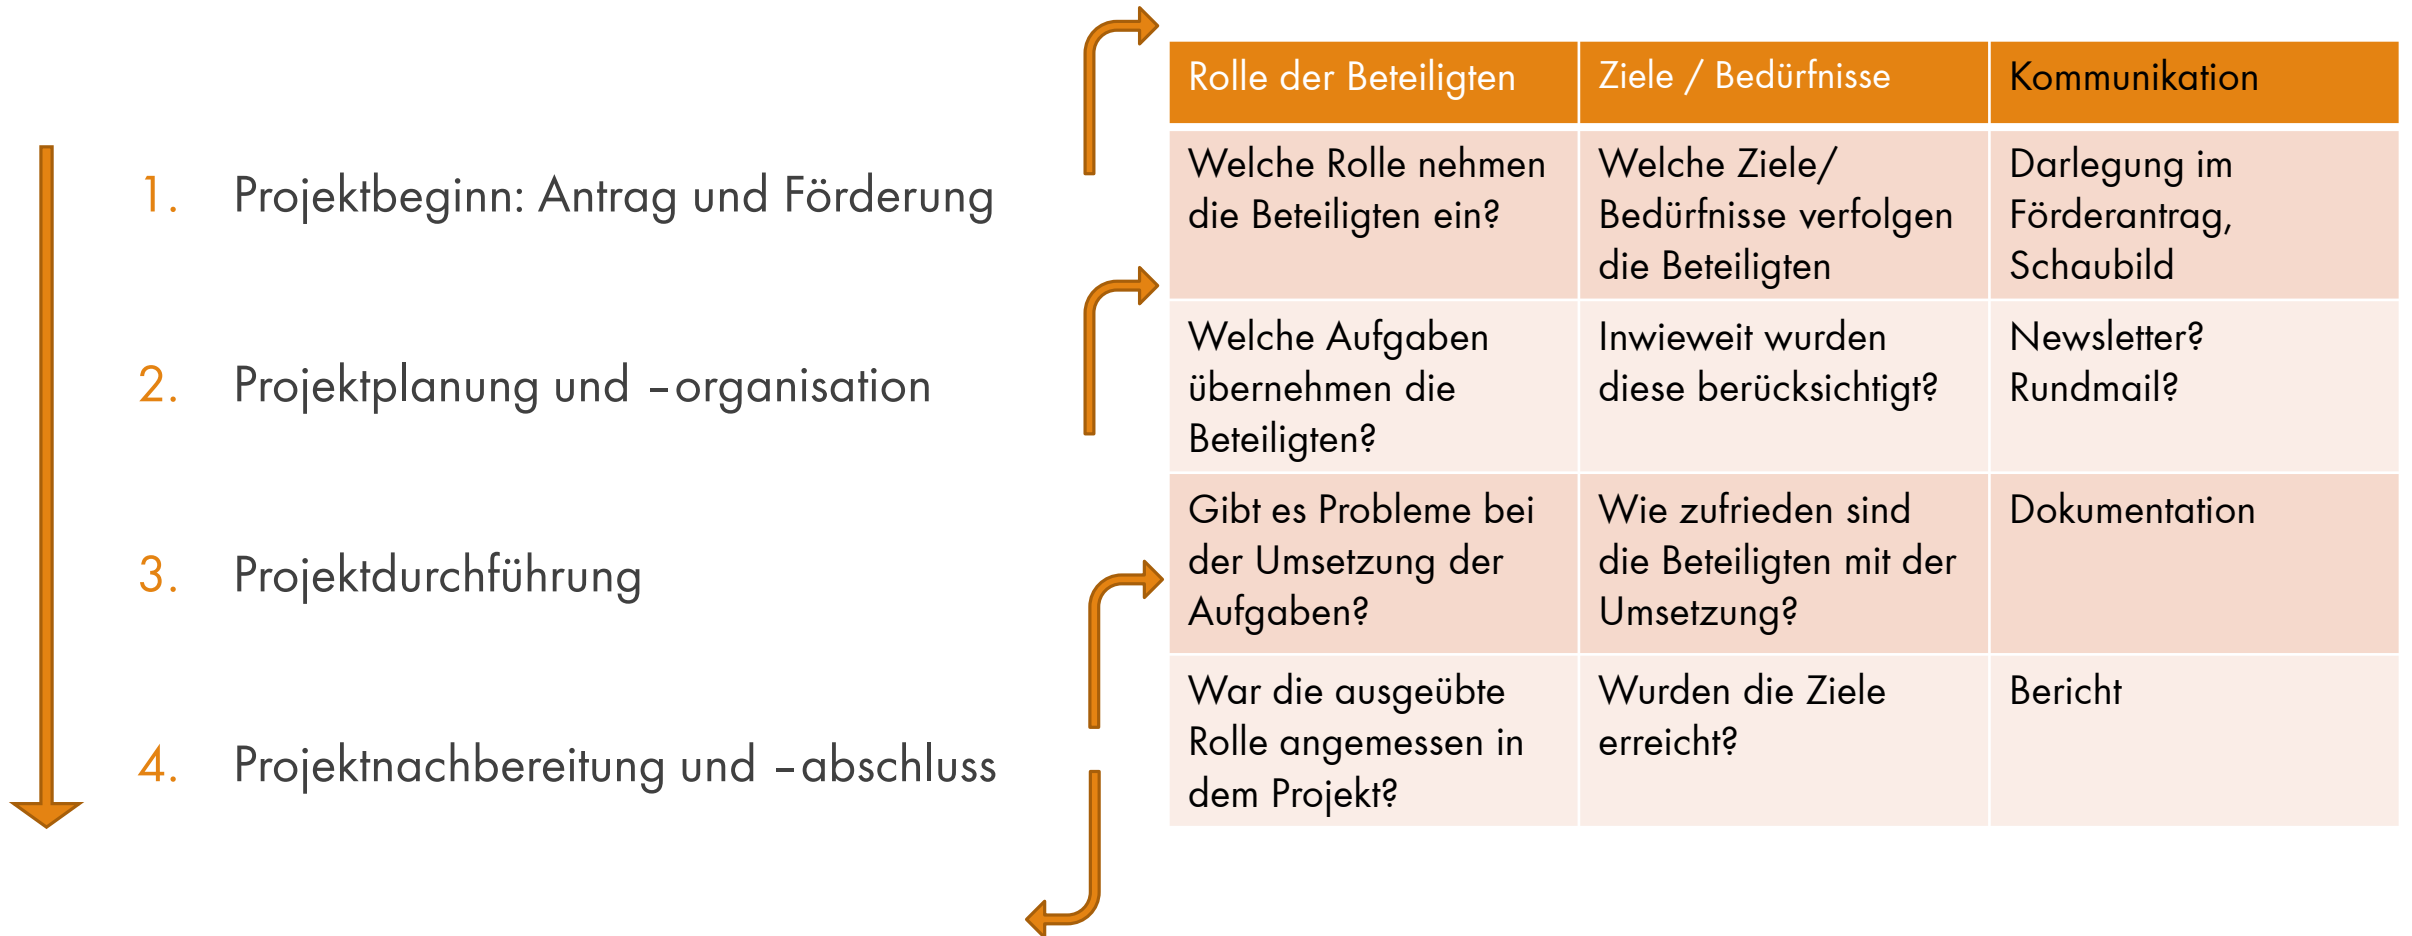 1. Projektbeginn: Antrag und Förderung
2. Projektplanung und –organisation
3. Projektdurchführung
4. Projektnachbereitung und –abschluss
Rolle der Beteiligten
Ziele / Bedürfnisse
Kommunikation
Welche Rolle nehmen
die Beteiligten ein?
Welche Ziele/
Bedürfnisse verfolgen
die Beteiligten
Darlegung im
Förderantrag,
Schaubild
Welche Aufgaben
übernehmen die
Beteiligten?
Inwieweit wurden
diese berücksichtigt?
Newsletter?
Rundmail?
Gibt es Probleme bei
der Umsetzung der
Aufgaben?
Wie zufrieden sind
die Beteiligten mit der
Umsetzung?
Dokumentation
War die ausgeübte
Rolle angemessen in
dem Projekt?
Wurden die Ziele
erreicht?
Bericht